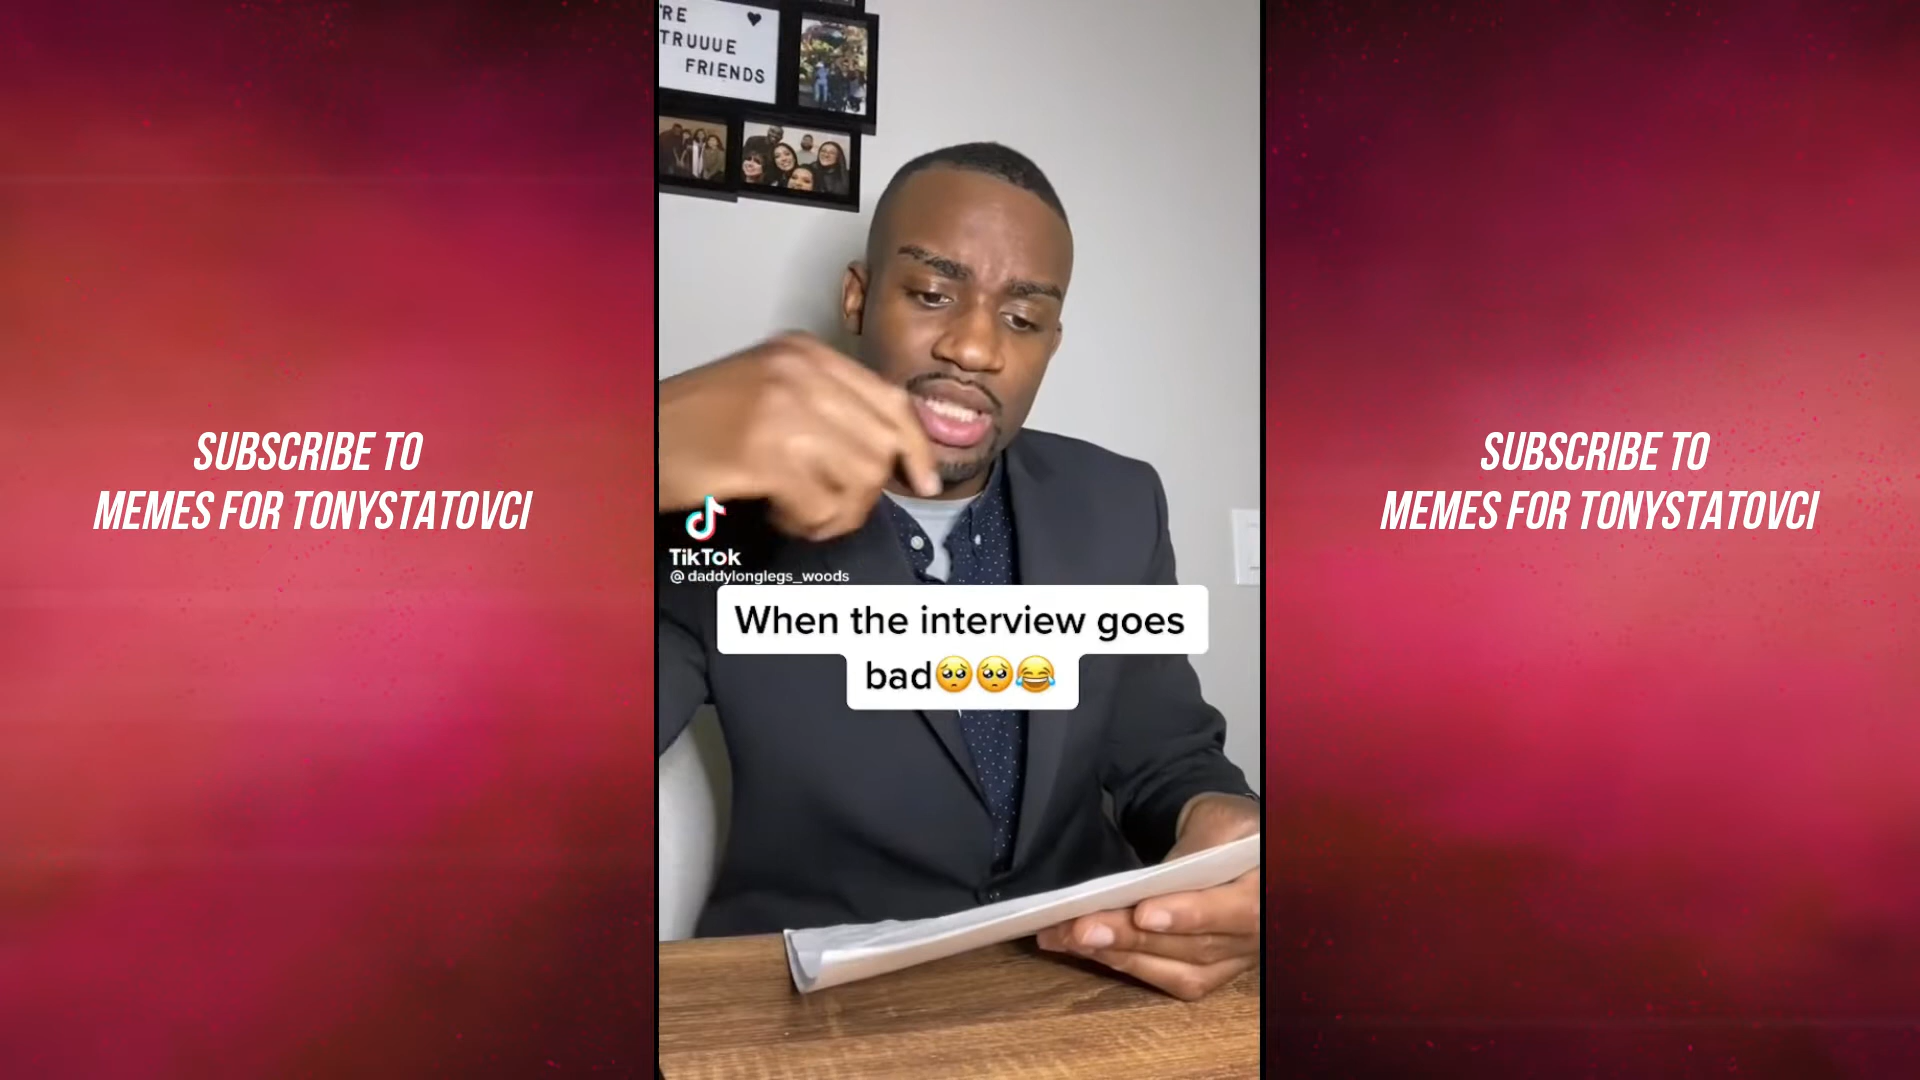 'RE ♥
TRUUUE
FRIENDS
SUBSCRIBE TO
MEMES FOR TONYSTATOVCI
SUBSCRIBE TO
MEMES FOR TONYSTATOVCI
TikTok
@daddylonglegs_woods
When the interview goes
bad🥺🥺😂